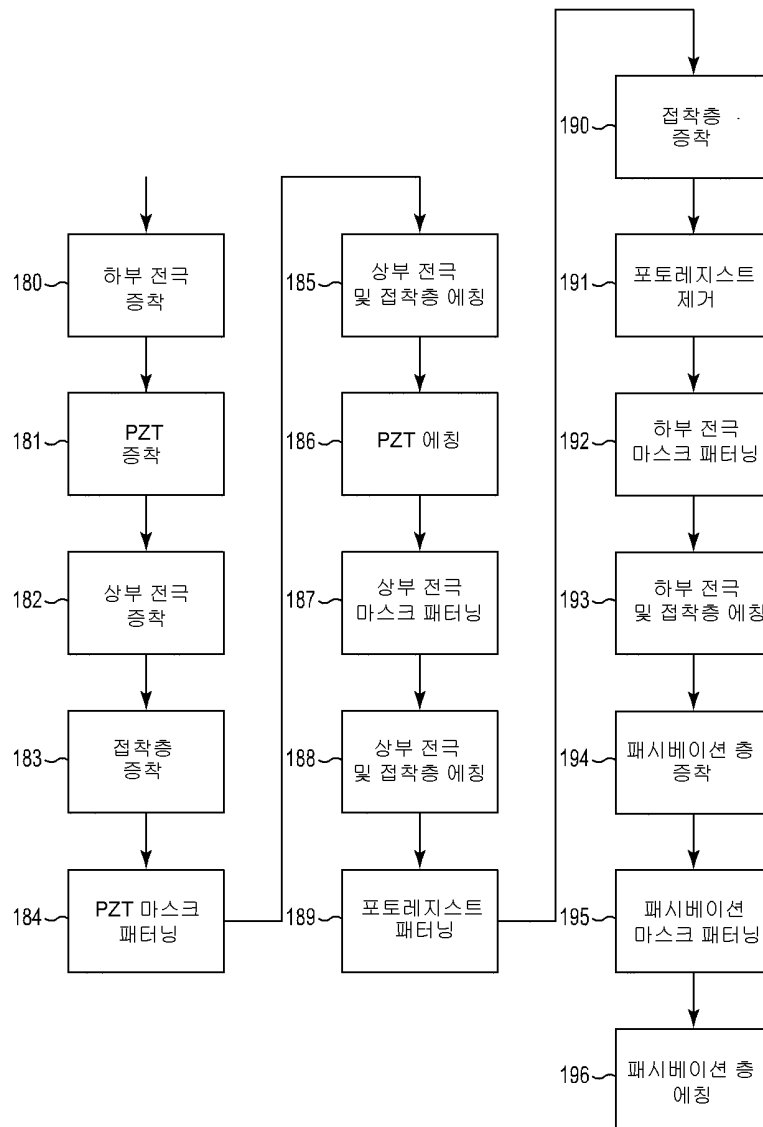 180
하부 전극
증착
181
PZT
증착
182
상부 전극
증착
183
접착층
증착
184
PZT 마스크
패터닝
185
상부 전극
및 접착층 에칭
186
PZT 에칭
187
상부 전극
마스크 패터닝
188
상부 전극
및 접착층 에칭
189
포토레지스트
패터닝
190
접착층
증착
191
포토레지스트
제거
192
하부 전극
마스크 패터닝
193
하부 전극
및 접착층 에칭
194
패시베이션 층
증착
195
패시베이션
마스크 패터닝
196
패시베이션 층
에칭